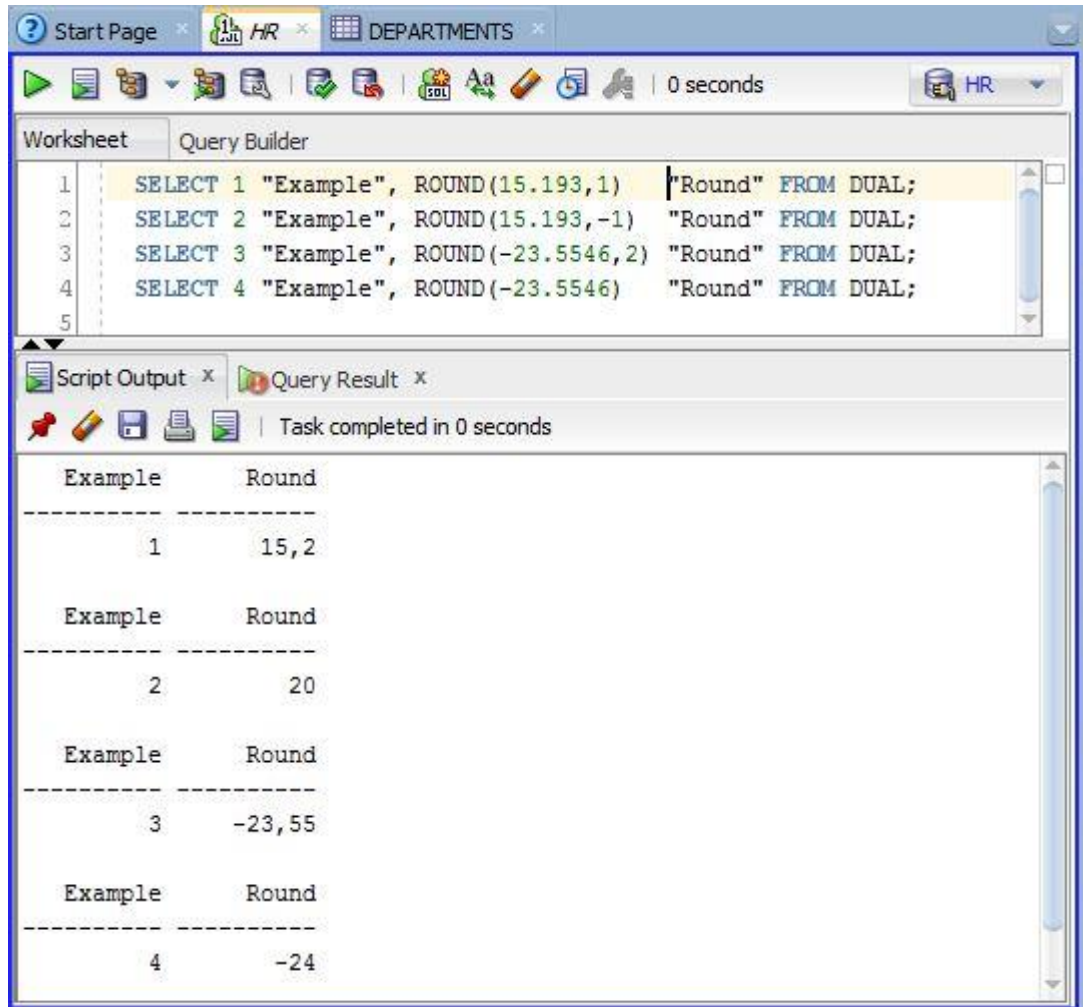 Start Page HR DEPARTMENTS
0 seconds HR
Worksheet Query Builder
1 SELECT 1 "Example", ROUND(15.193,1) "Round" FROM DUAL;
2 SELECT 2 "Example", ROUND(15.193,-1) "Round" FROM DUAL;
3 SELECT 3 "Example", ROUND(-23.5546,2) "Round" FROM DUAL;
4 SELECT 4 "Example", ROUND(-23.5546) "Round" FROM DUAL;
5
Script Output x Query Result x
Task completed in 0 seconds
Example Round
---------- ----------
1 15,2
Example Round
---------- ----------
2 20
Example Round
---------- ----------
3 -23,55
Example Round
---------- ----------
4 -24